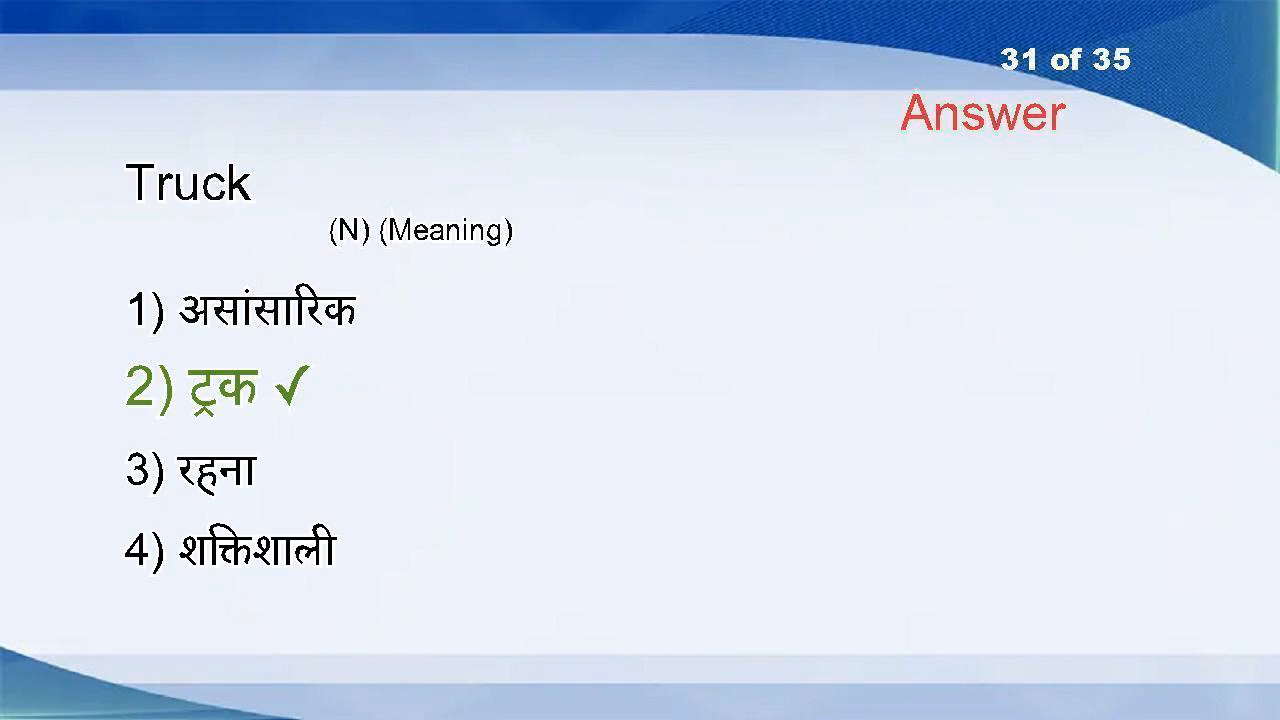 31 of 35
Answer
Truck
(N) (Meaning)
1) असांसारिक
2) ट्रक ✓
3) रहना
4) शक्तिशाली